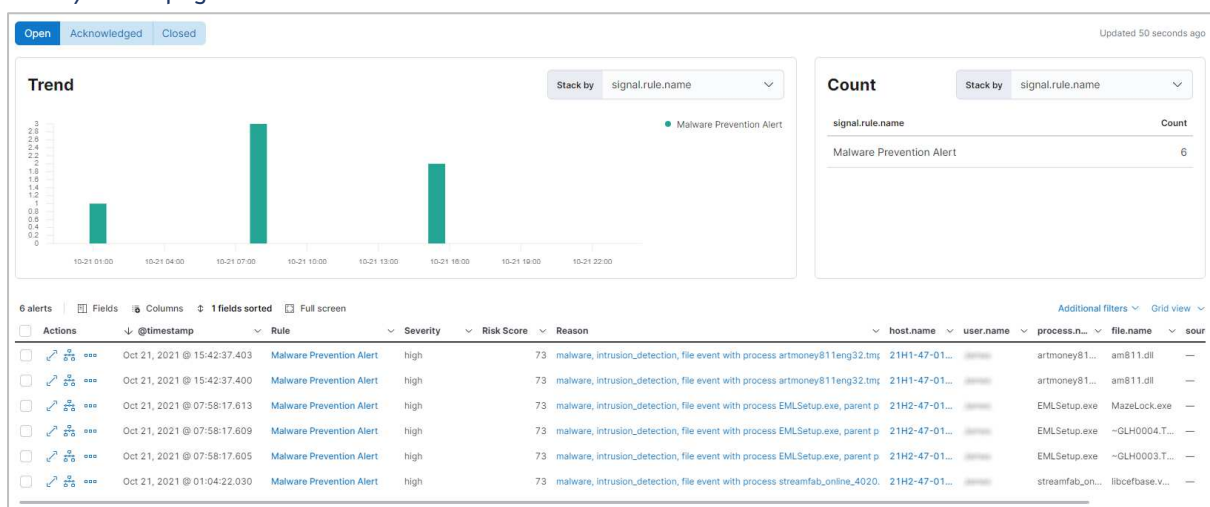 Open Acknowledged Closed
Updated 50 seconds ago
Trend
Stack by signal.rule.name
3
2.8
2.6
2.4
2.2
2
1.8
1.6
1.4
1.2
1
0.8
0.6
0.4
0.2
0
10-21 01:00 10-21 04:00 10-21 07:00 10-21 10:00 10-21 13:00 10-21 16:00 10-21 19:00 10-21 22:00
Malware Prevention Alert
Count
Stack by signal.rule.name
signal.rule.name Count
Malware Prevention Alert 6
6 alerts Fields Columns 1 fields sorted Full screen Additional filters Grid view
Actions @timestamp Rule Severity Risk Score Reason host.name user.name process.n... file.name sour
Oct 21, 2021 @ 15:42:37.403 Malware Prevention Alert high 73 malware, intrusion_detection, file event with process artmoney811eng32.tmp 21H1-47-01... artmoney81... am811.dll —
Oct 21, 2021 @ 15:42:37.400 Malware Prevention Alert high 73 malware, intrusion_detection, file event with process artmoney811eng32.tmp 21H1-47-01... artmoney81... am811.dll —
Oct 21, 2021 @ 07:58:17.613 Malware Prevention Alert high 73 malware, intrusion_detection, file event with process EMLSetup.exe, parent p 21H2-47-01... EMLSetup.exe MazeLock.exe —
Oct 21, 2021 @ 07:58:17.609 Malware Prevention Alert high 73 malware, intrusion_detection, file event with process EMLSetup.exe, parent p 21H2-47-01... EMLSetup.exe ~GLH0004.T... —
Oct 21, 2021 @ 07:58:17.605 Malware Prevention Alert high 73 malware, intrusion_detection, file event with process EMLSetup.exe, parent p 21H2-47-01... EMLSetup.exe ~GLH0003.T... —
Oct 21, 2021 @ 01:04:22.030 Malware Prevention Alert high 73 malware, intrusion_detection, file event with process streamfab_online_4020. 21H2-47-01... streamfab_on... libcefbase.v... —